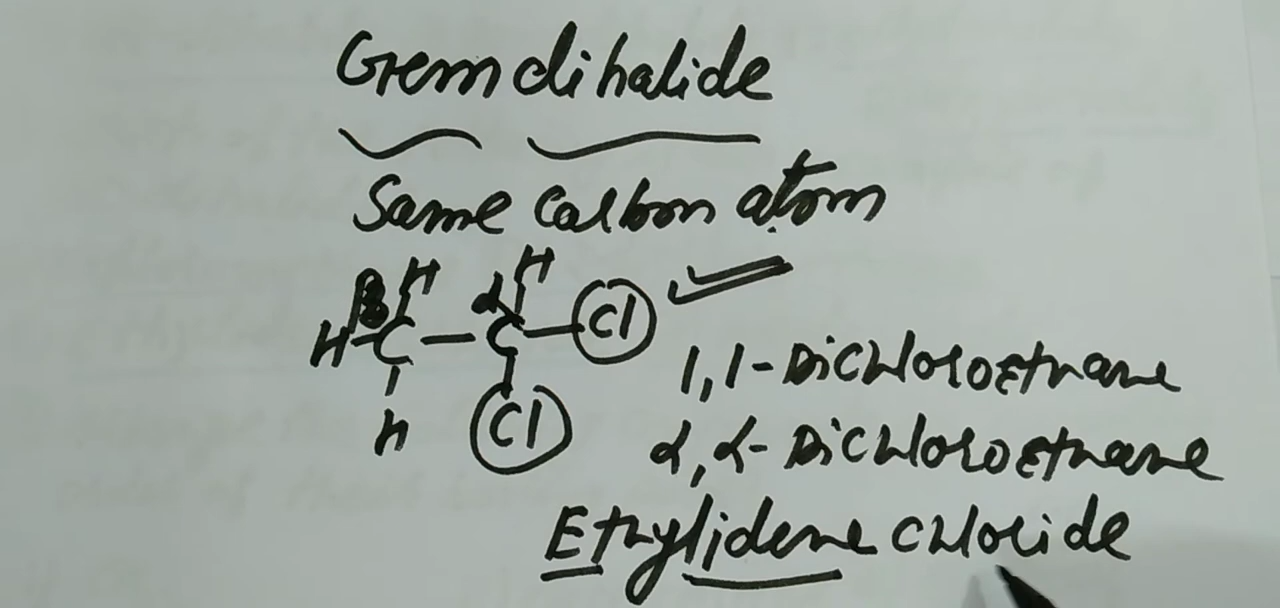 Gem dihalide
Same Carbon atom
β H α H
H-C-C-Cl
H Cl
1,1-Dichloroethane
α,α-Dichloroethane
Ethylidene chloride